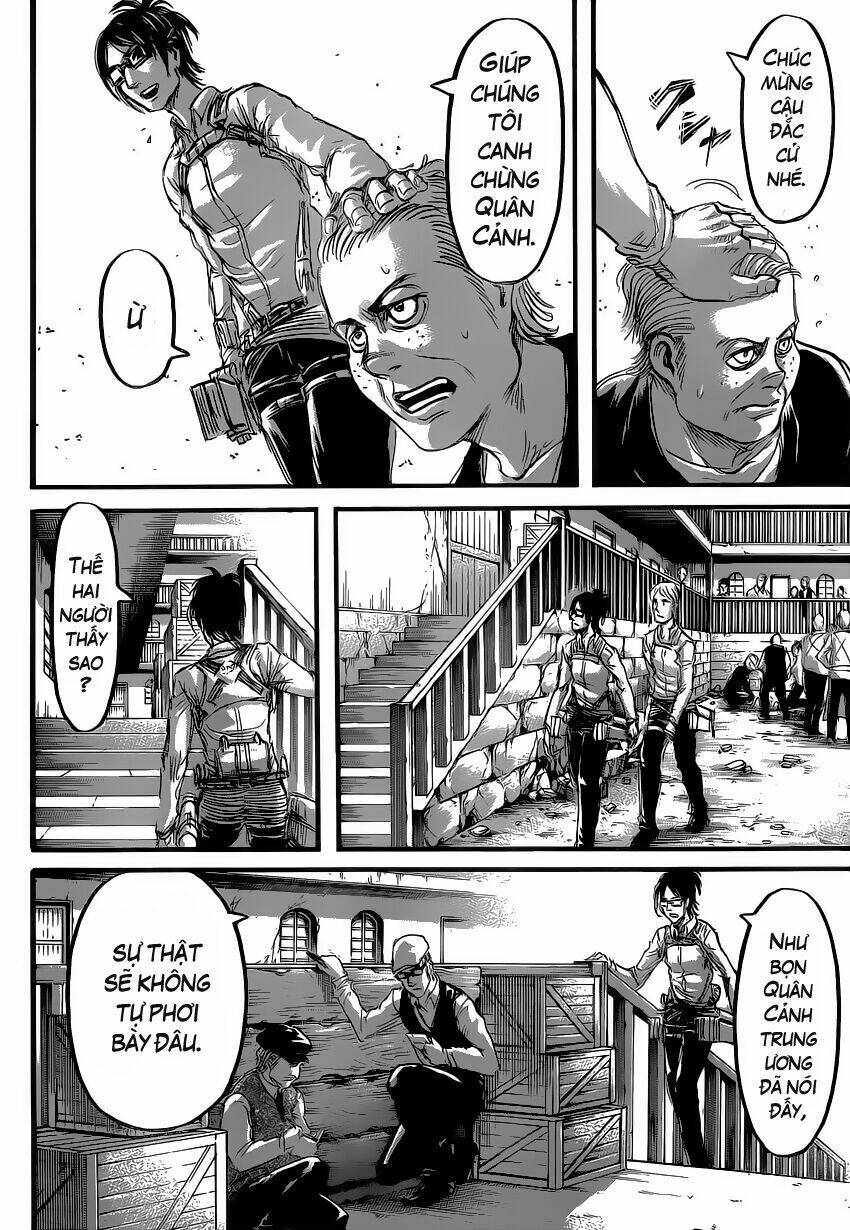 CHÚC
MỪNG
CẬU
ĐẮC
CỬ
NHÉ.
GIÚP
CHÚNG
TÔI
CANH
CHỪNG
QUÂN
CẢNH.
Ừ
THẾ
HAI
NGƯỜI
THẤY
SAO
?
NHƯ
BỌN
QUÂN
CẢNH
TRUNG
ƯƠNG
ĐÃ NÓI
ĐẤY,
SỰ THẬT
SẼ KHÔNG
TỰ PHƠI
BÀY ĐÂU.